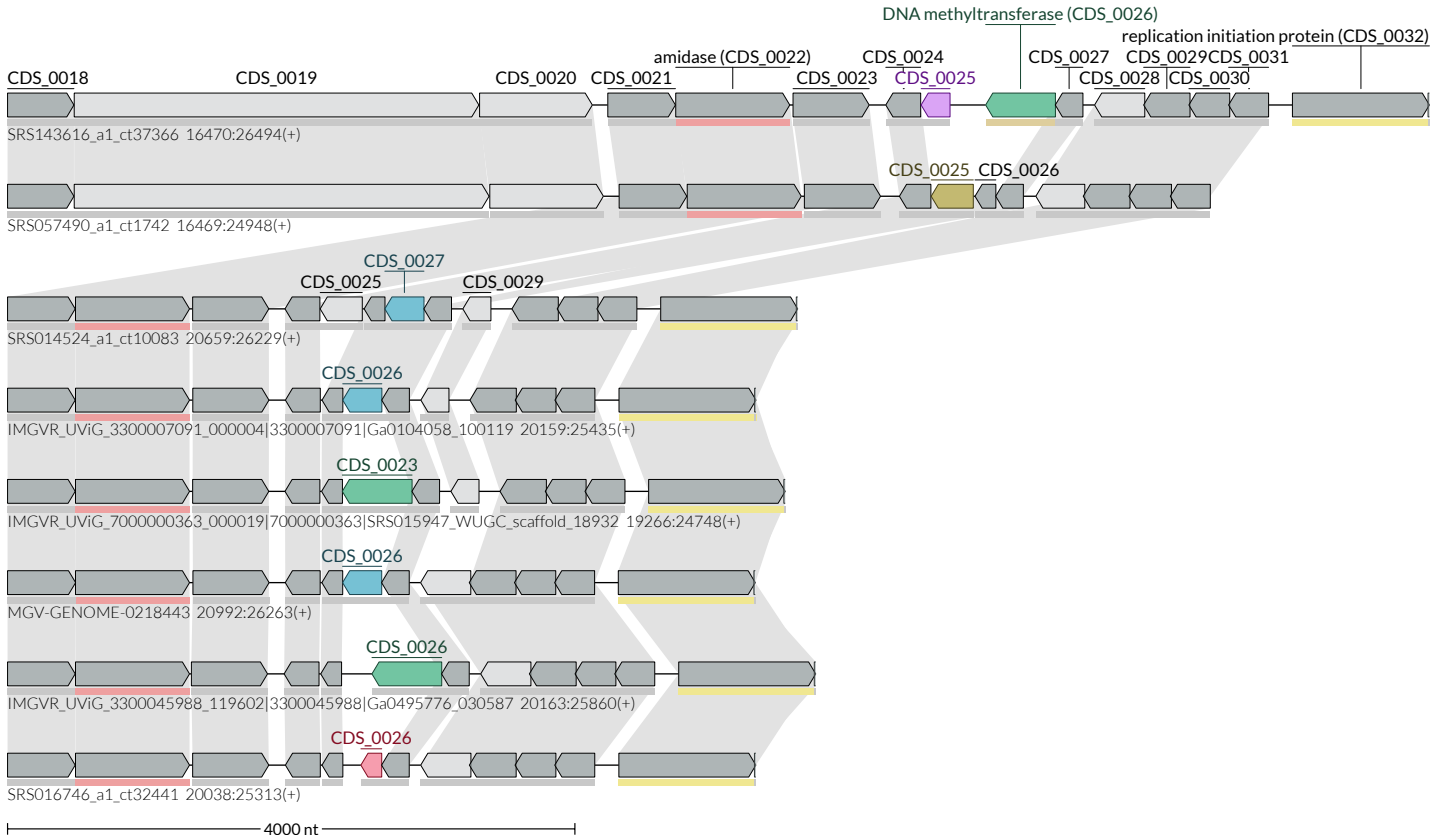 DNA methyltransferase (CDS_0026)
replication initiation protein (CDS_0032)
amidase (CDS_0022) CDS_0024 CDS_0027 CDS_0029 CDS_0031
CDS_0018 CDS_0019 CDS_0020 CDS_0021 CDS_0023 CDS_0025 CDS_0028 CDS_0030
SRS143616_a1_ct37366 16470:26494(+)
CDS_0025 CDS_0026
SRS057490_a1_ct1742 16469:24948(+)
CDS_0027
CDS_0025 CDS_0029
SRS014524_a1_ct10083 20659:26229(+)
CDS_0026
IMGVR_UViG_3300007091_000004|3300007091|Ga0104058_100119 20159:25435(+)
CDS_0023
IMGVR_UViG_7000000363_000019|7000000363|SRS015947_WUGC_scaffold_18932 19266:24748(+)
CDS_0026
MGV-GENOME-0218443 20992:26263(+)
CDS_0026
IMGVR_UViG_3300045988_119602|3300045988|Ga0495776_030587 20163:25860(+)
CDS_0026
SRS016746_a1_ct32441 20038:25313(+)
4000 nt